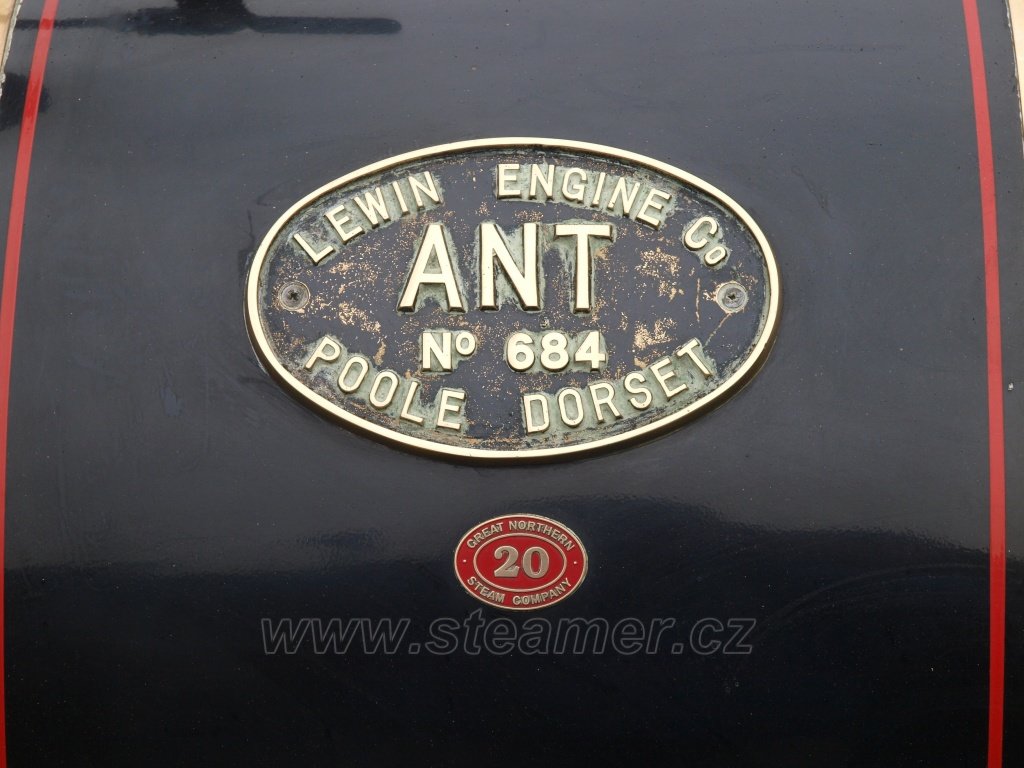 LEWIN ENGINE Co
ANT
No 684
POOLE DORSET
GREAT NORTHERN
20
STEAM COMPANY
www.steamer.cz